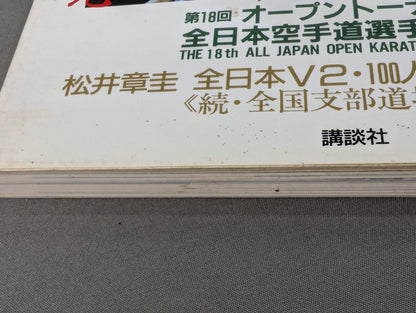 第18回 オープントーナ
全日本空手道選手
THE 18th ALL JAPAN OPEN KARAT
松井章圭 全日本V2・100人
《続・全国支部道場
講談社